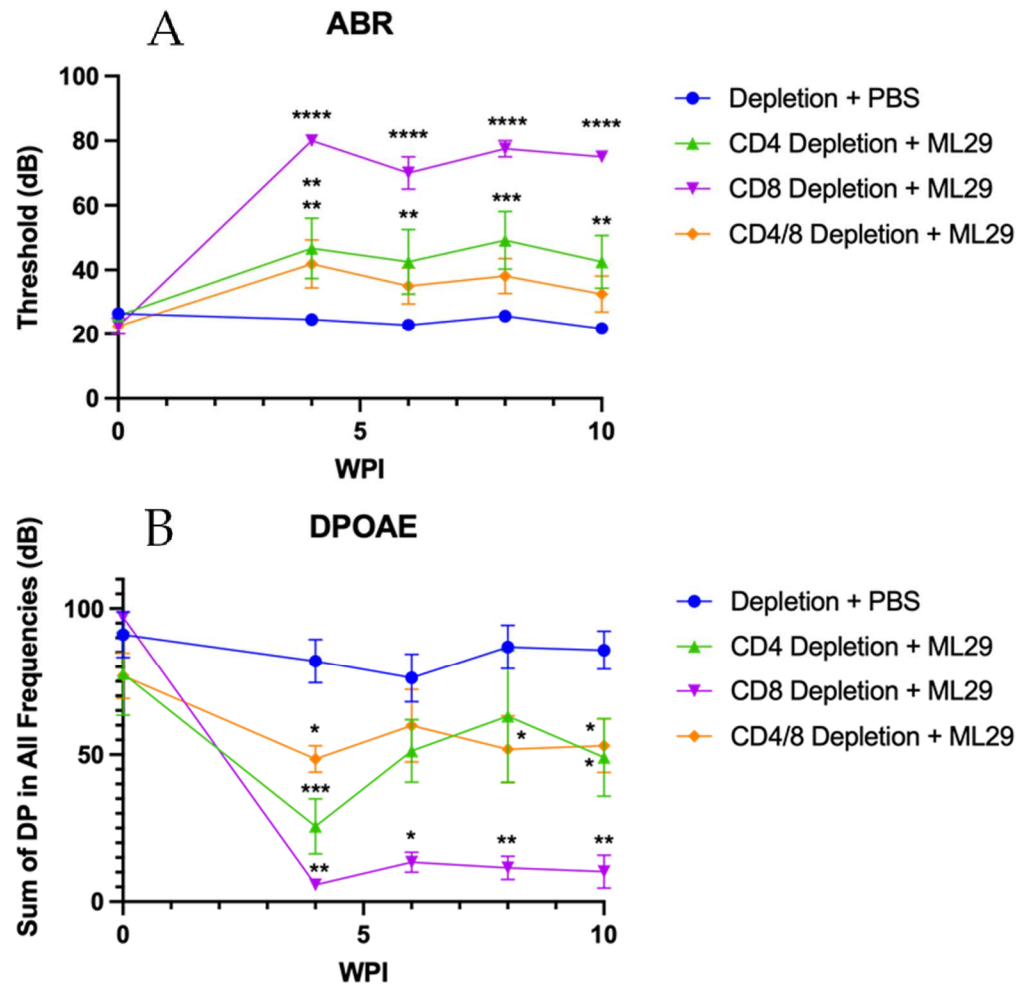 A
ABR
Threshold (dB)
100
80
60
40
20
0
0
5
10
WPI
****
****
****
****
**
**
**
***
**
Depletion + PBS
CD4 Depletion + ML29
CD8 Depletion + ML29
CD4/8 Depletion + ML29
B
DPOAE
Sum of DP in All Frequencies (dB)
100
50
0
0
5
10
WPI
*
***
**
*
*
**
*
*
**
Depletion + PBS
CD4 Depletion + ML29
CD8 Depletion + ML29
CD4/8 Depletion + ML29